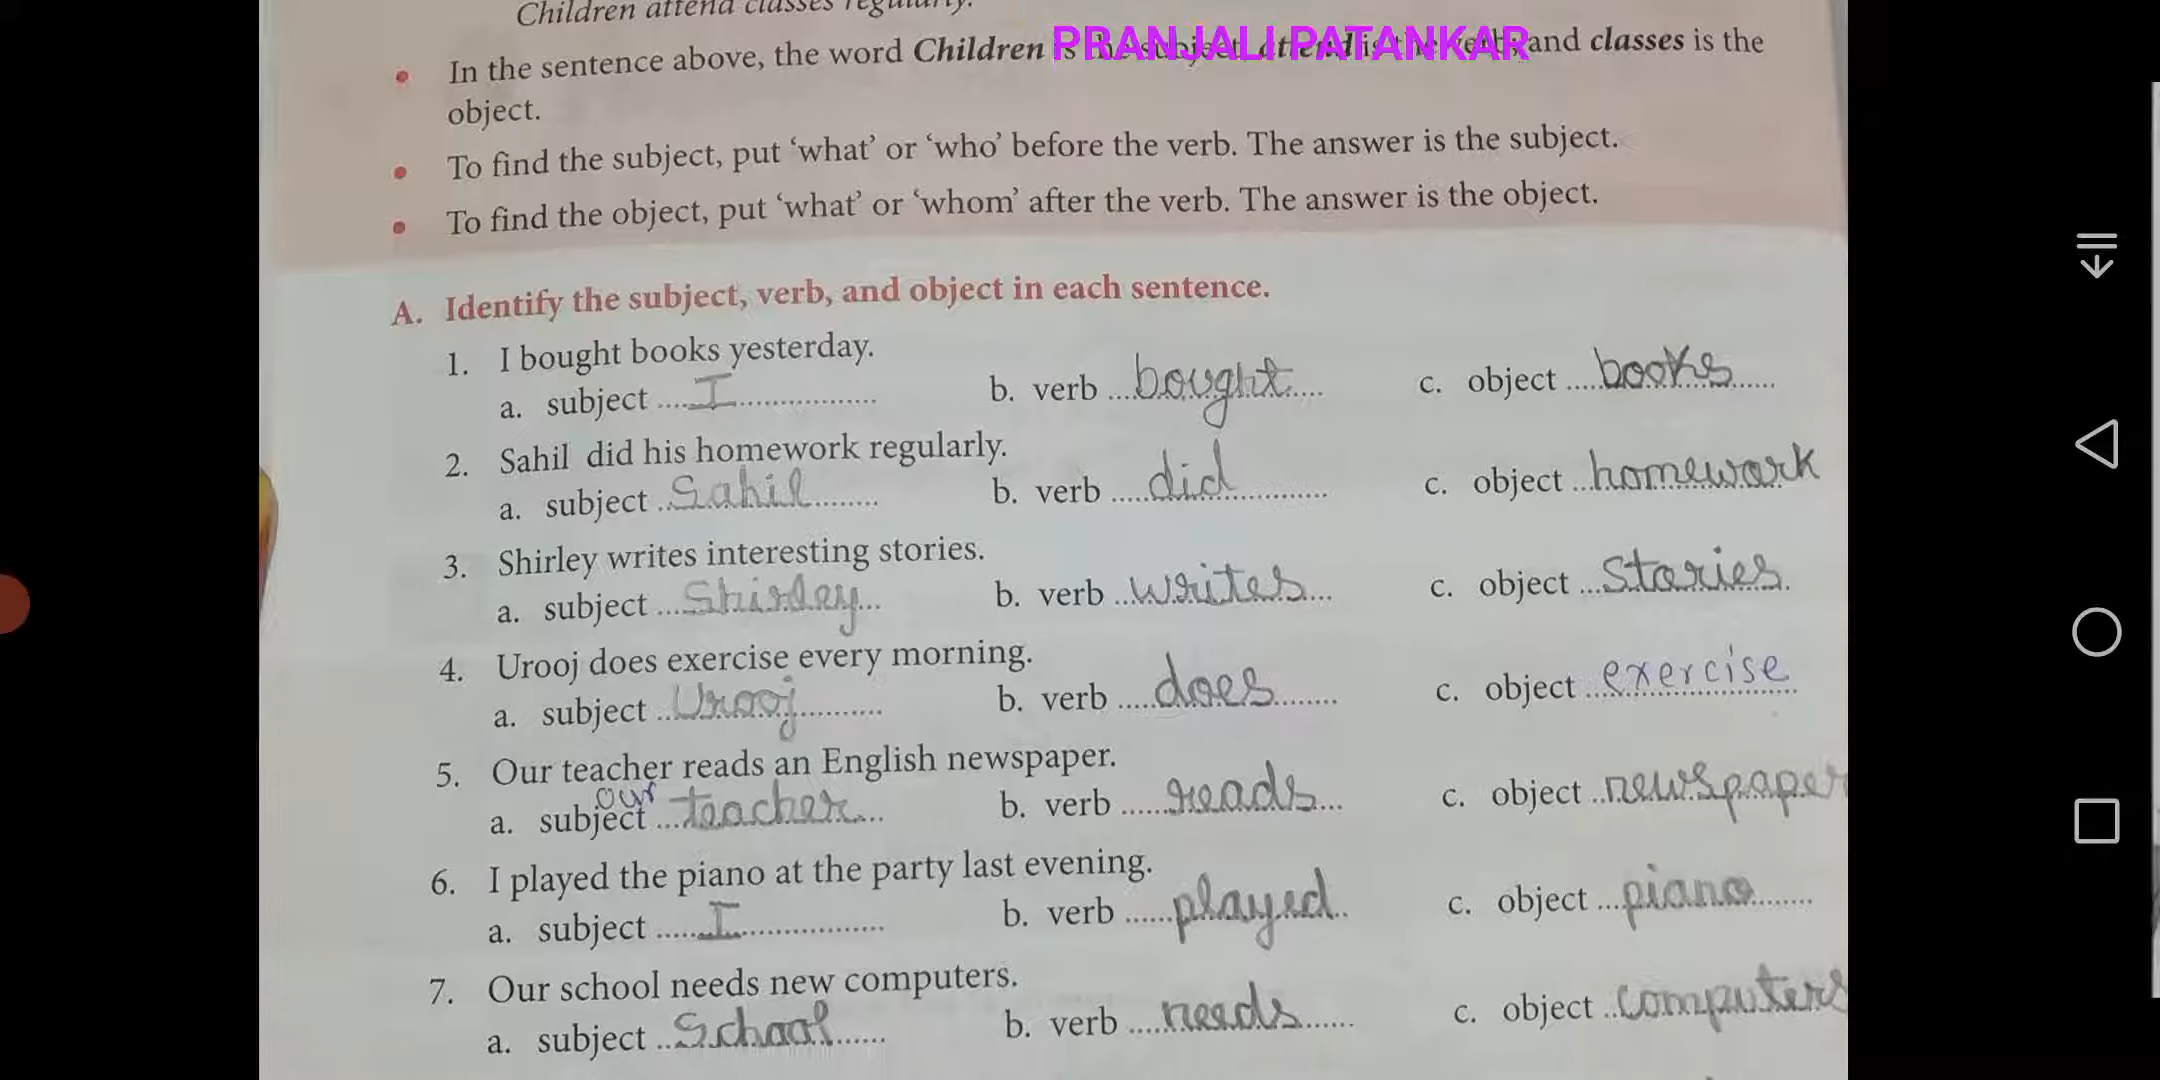 Children attend classes regularly.
PRANJALI PATANKAR
In the sentence above, the word Children is the subject, attend is the verb, and classes is the
object.
To find the subject, put ‘what’ or ‘who’ before the verb. The answer is the subject.
To find the object, put ‘what’ or ‘whom’ after the verb. The answer is the object.
A. Identify the subject, verb, and object in each sentence.
1. I bought books yesterday.
a. subject .....I................ b. verb ...bought.... c. object .....books......
2. Sahil did his homework regularly.
a. subject ..Sahil........ b. verb .....did............ c. object ...homework
3. Shirley writes interesting stories.
a. subject ...Shirley... b. verb ..writes.... c. object ...stories.
4. Urooj does exercise every morning.
a. subject ..Urooj.......... b. verb .....does........ c. object ...exercise
5. Our teacher reads an English newspaper.
a. subject our ...teacher.... b. verb ......reads.... c. object ..newspaper
6. I played the piano at the party last evening.
a. subject ......I................ b. verb ......played.. c. object ...piano........
7. Our school needs new computers.
a. subject ..School...... b. verb ....needs...... c. object ..computers